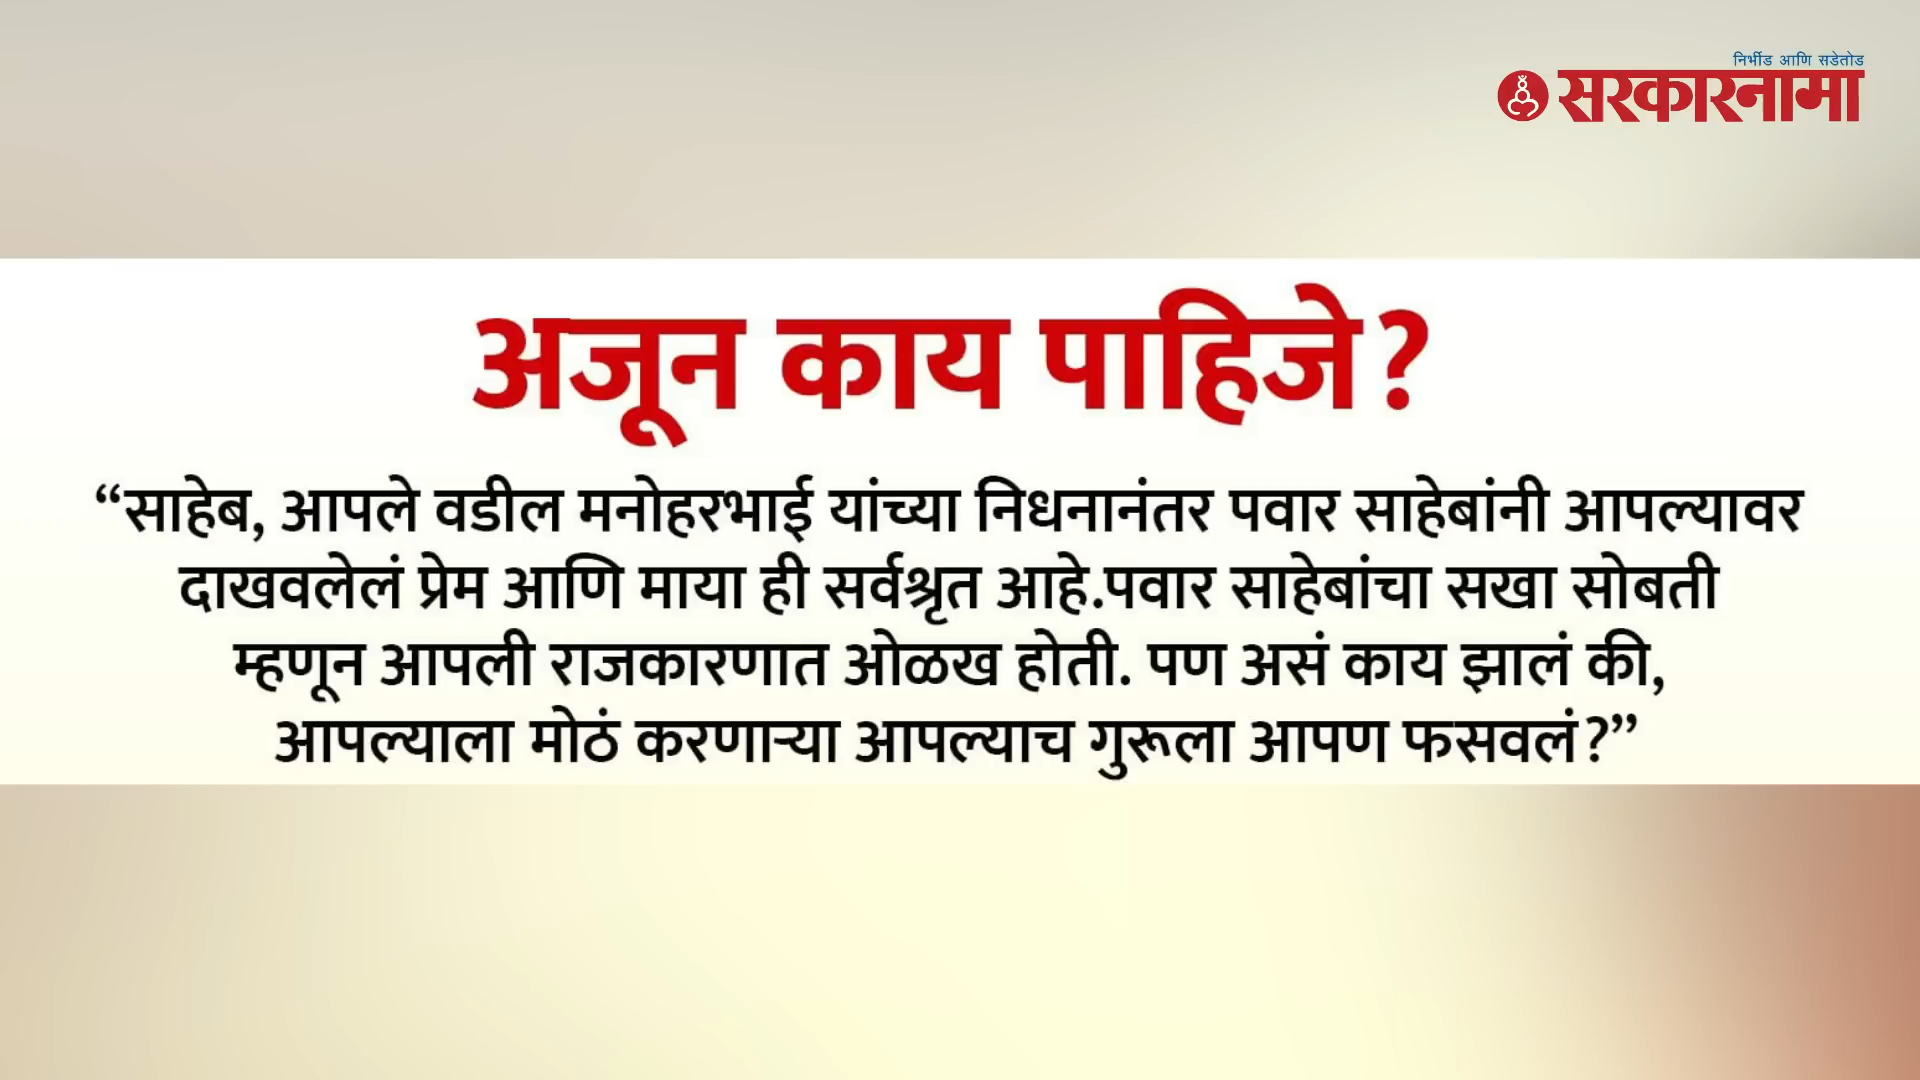 निर्भीड आणि सडेतोड
सरकारनामा
अजून काय पाहिजे?
“साहेब, आपले वडील मनोहरभाई यांच्या निधनानंतर पवार साहेबांनी आपल्यावर
दाखवलेलं प्रेम आणि माया ही सर्वश्रृत आहे.पवार साहेबांचा सखा सोबती
म्हणून आपली राजकारणात ओळख होती. पण असं काय झालं की,
आपल्याला मोठं करणाऱ्या आपल्याच गुरूला आपण फसवलं?”